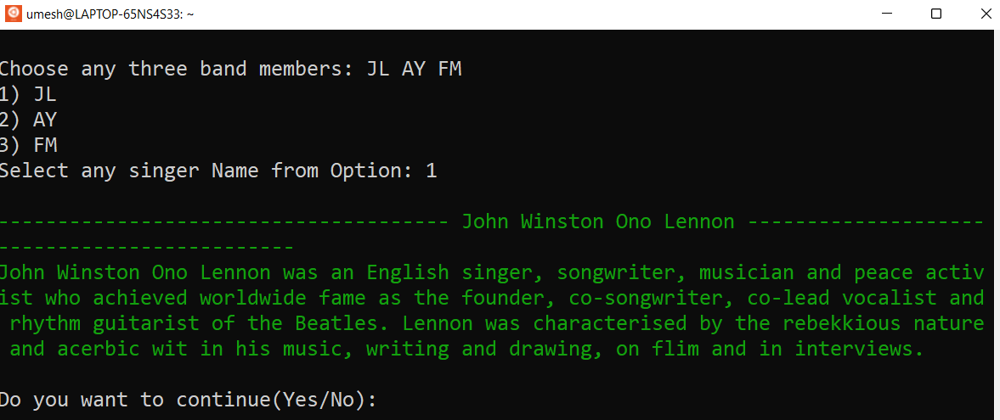 umesh@LAPTOP-65NS4S33: ~
Choose any three band members: JL AY FM
1) JL
2) AY
3) FM
Select any singer Name from Option: 1
-------------------------------------- John Winston Ono Lennon --------------------
-------------------------
John Winston Ono Lennon was an English singer, songwriter, musician and peace activ
ist who achieved worldwide fame as the founder, co-songwriter, co-lead vocalist and
 rhythm guitarist of the Beatles. Lennon was characterised by the rebekkious nature
 and acerbic wit in his music, writing and drawing, on flim and in interviews.
Do you want to continue(Yes/No):